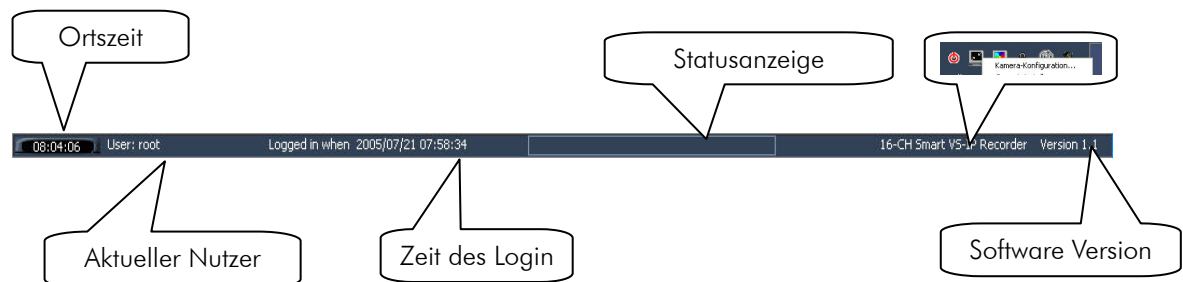 Ortszeit
Statusanzeige
Kamera-Konfiguration...
08:04:06 User: root Logged in when 2005/07/21 07:58:34 16-CH Smart VS-IP Recorder Version 1.1
Aktueller Nutzer
Zeit des Login
Software Version